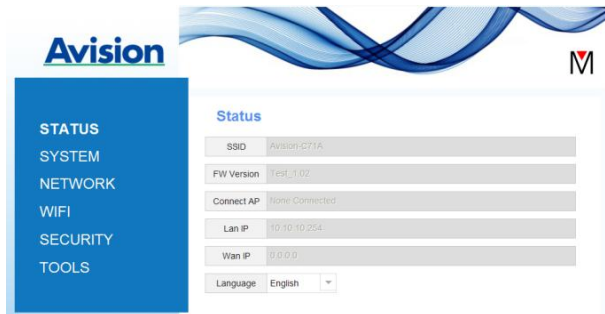 Avision
STATUS
SYSTEM
NETWORK
WIFI
SECURITY
TOOLS
Status
SSID Avision-C71A
FW Version Test_1.02
Connect AP None Connected
Lan IP 10.10.10.254
Wan IP 0.0.0.0
Language English